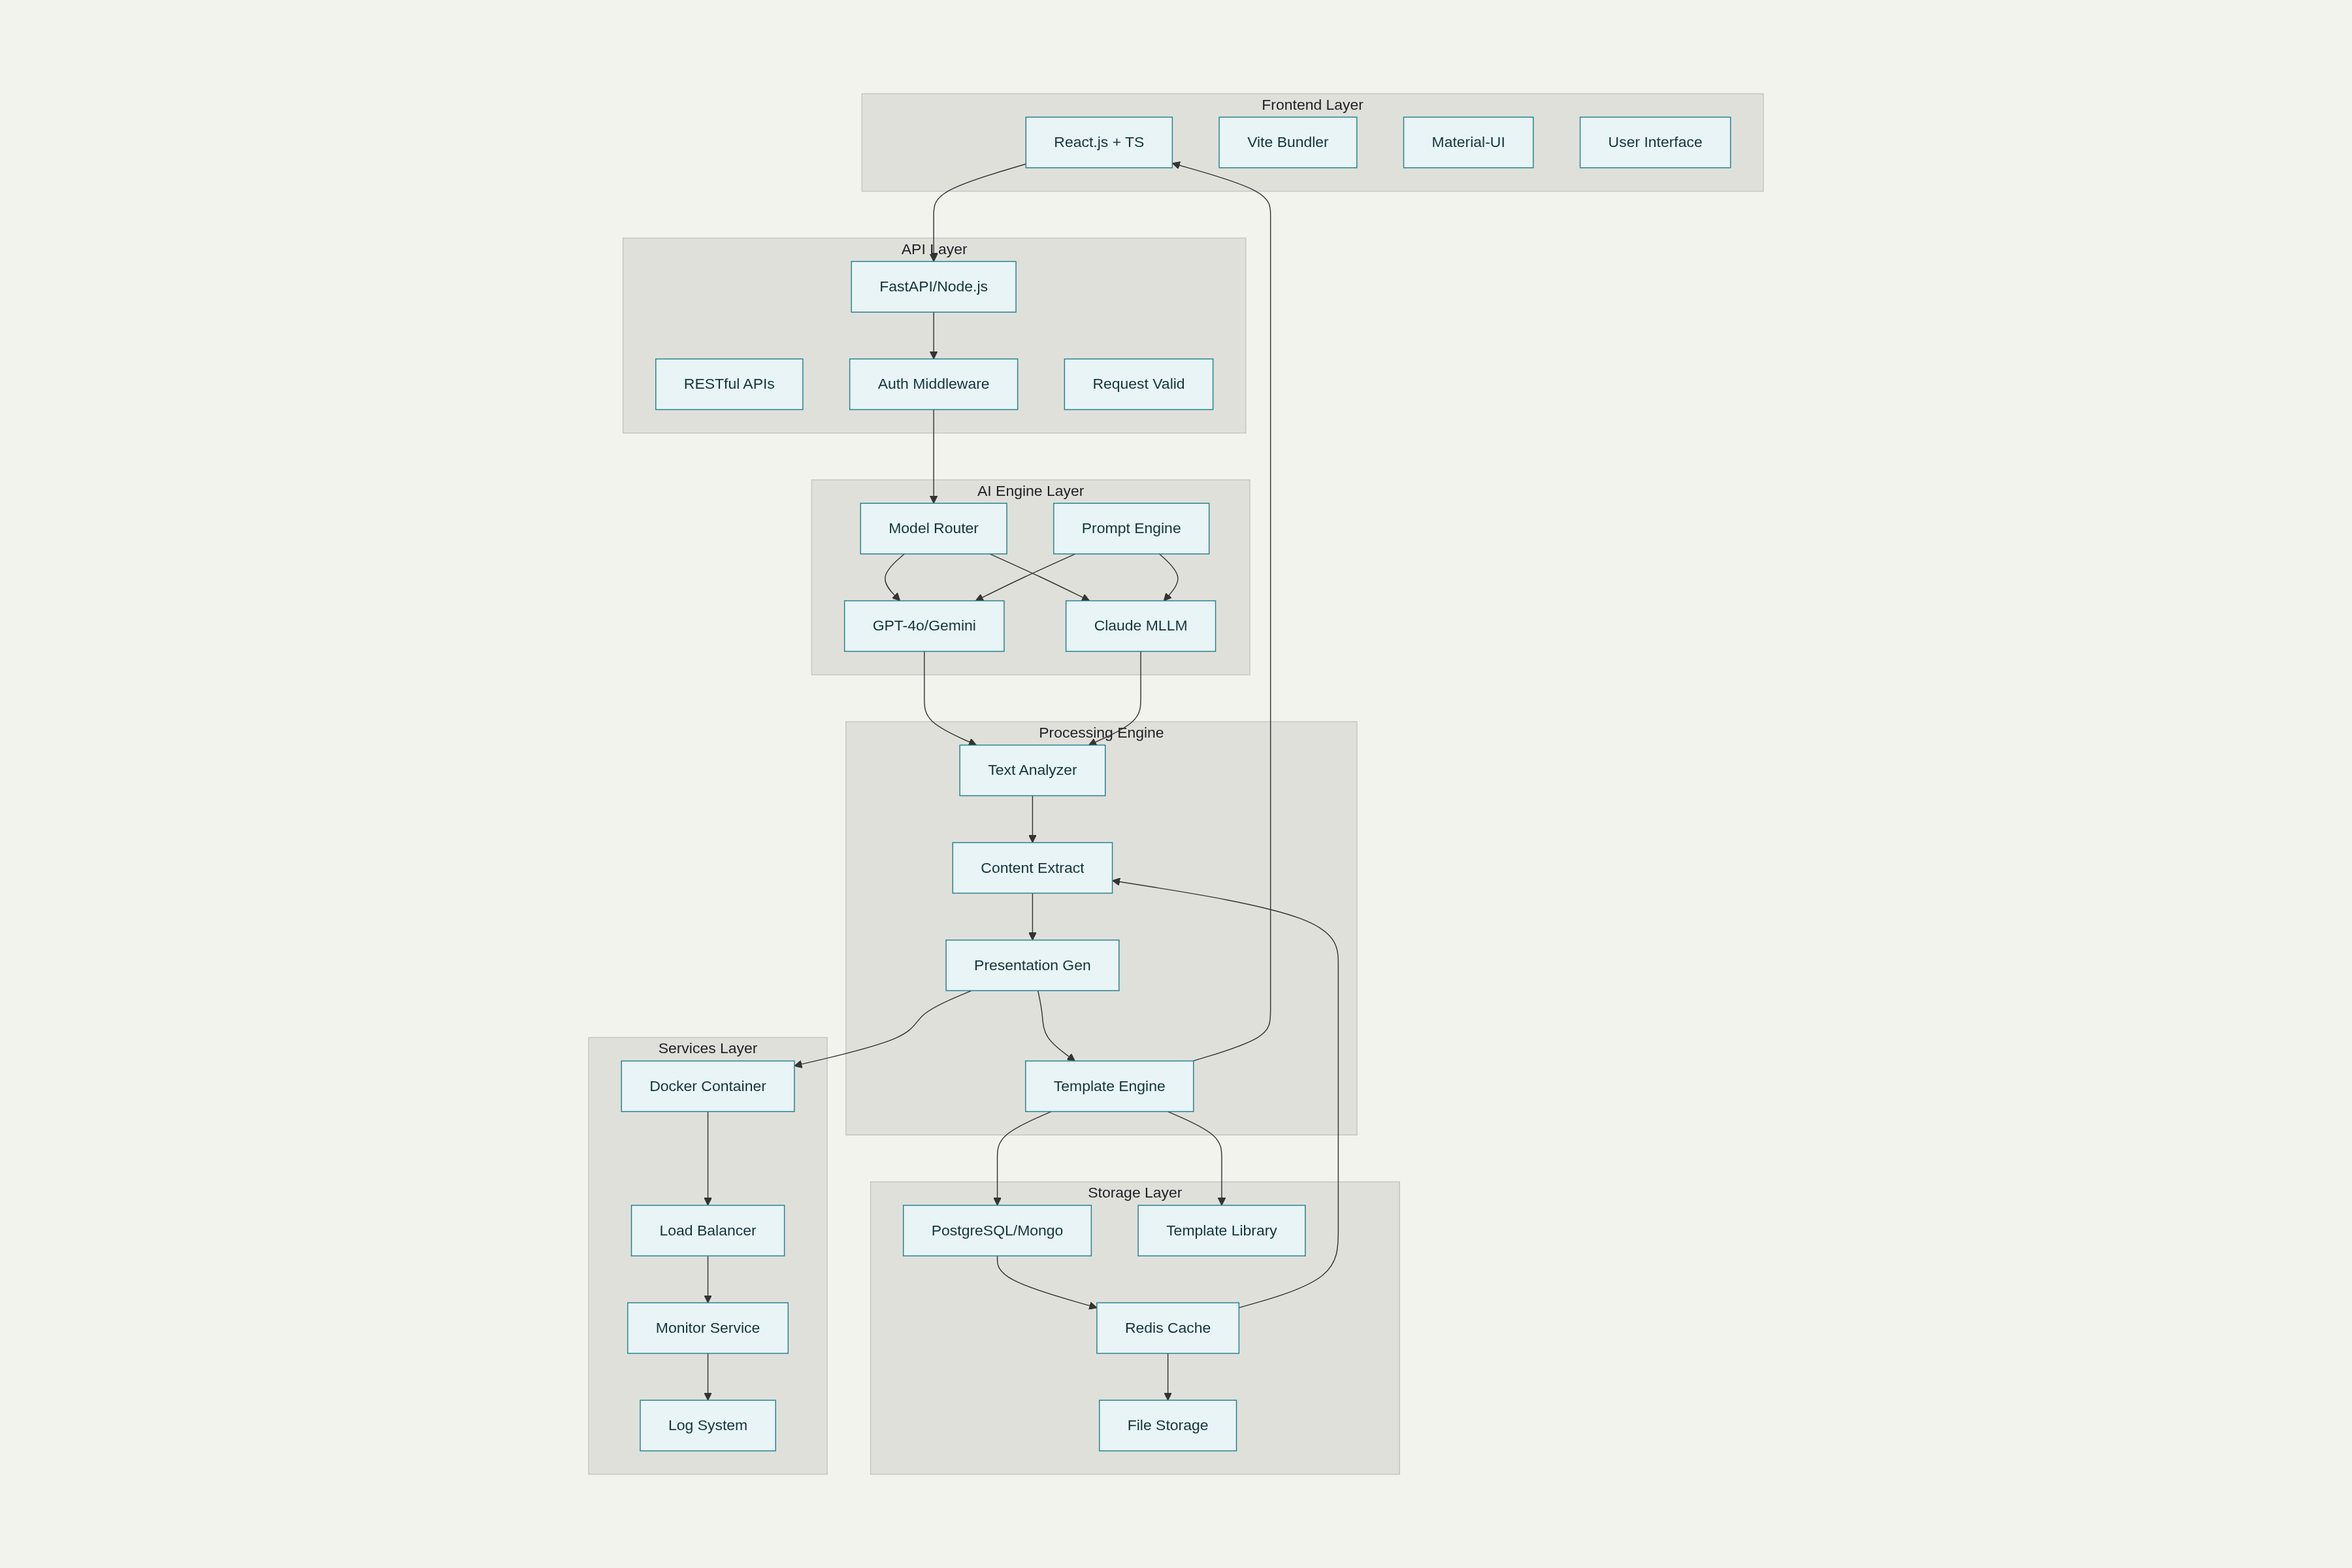 Frontend Layer
React.js + TS
Vite Bundler
Material-UI
User Interface
API Layer
FastAPI/Node.js
RESTful APIs
Auth Middleware
Request Valid
AI Engine Layer
Model Router
Prompt Engine
GPT-4o/Gemini
Claude MLLM
Processing Engine
Text Analyzer
Content Extract
Presentation Gen
Template Engine
Services Layer
Docker Container
Load Balancer
Monitor Service
Log System
Storage Layer
PostgreSQL/Mongo
Template Library
Redis Cache
File Storage